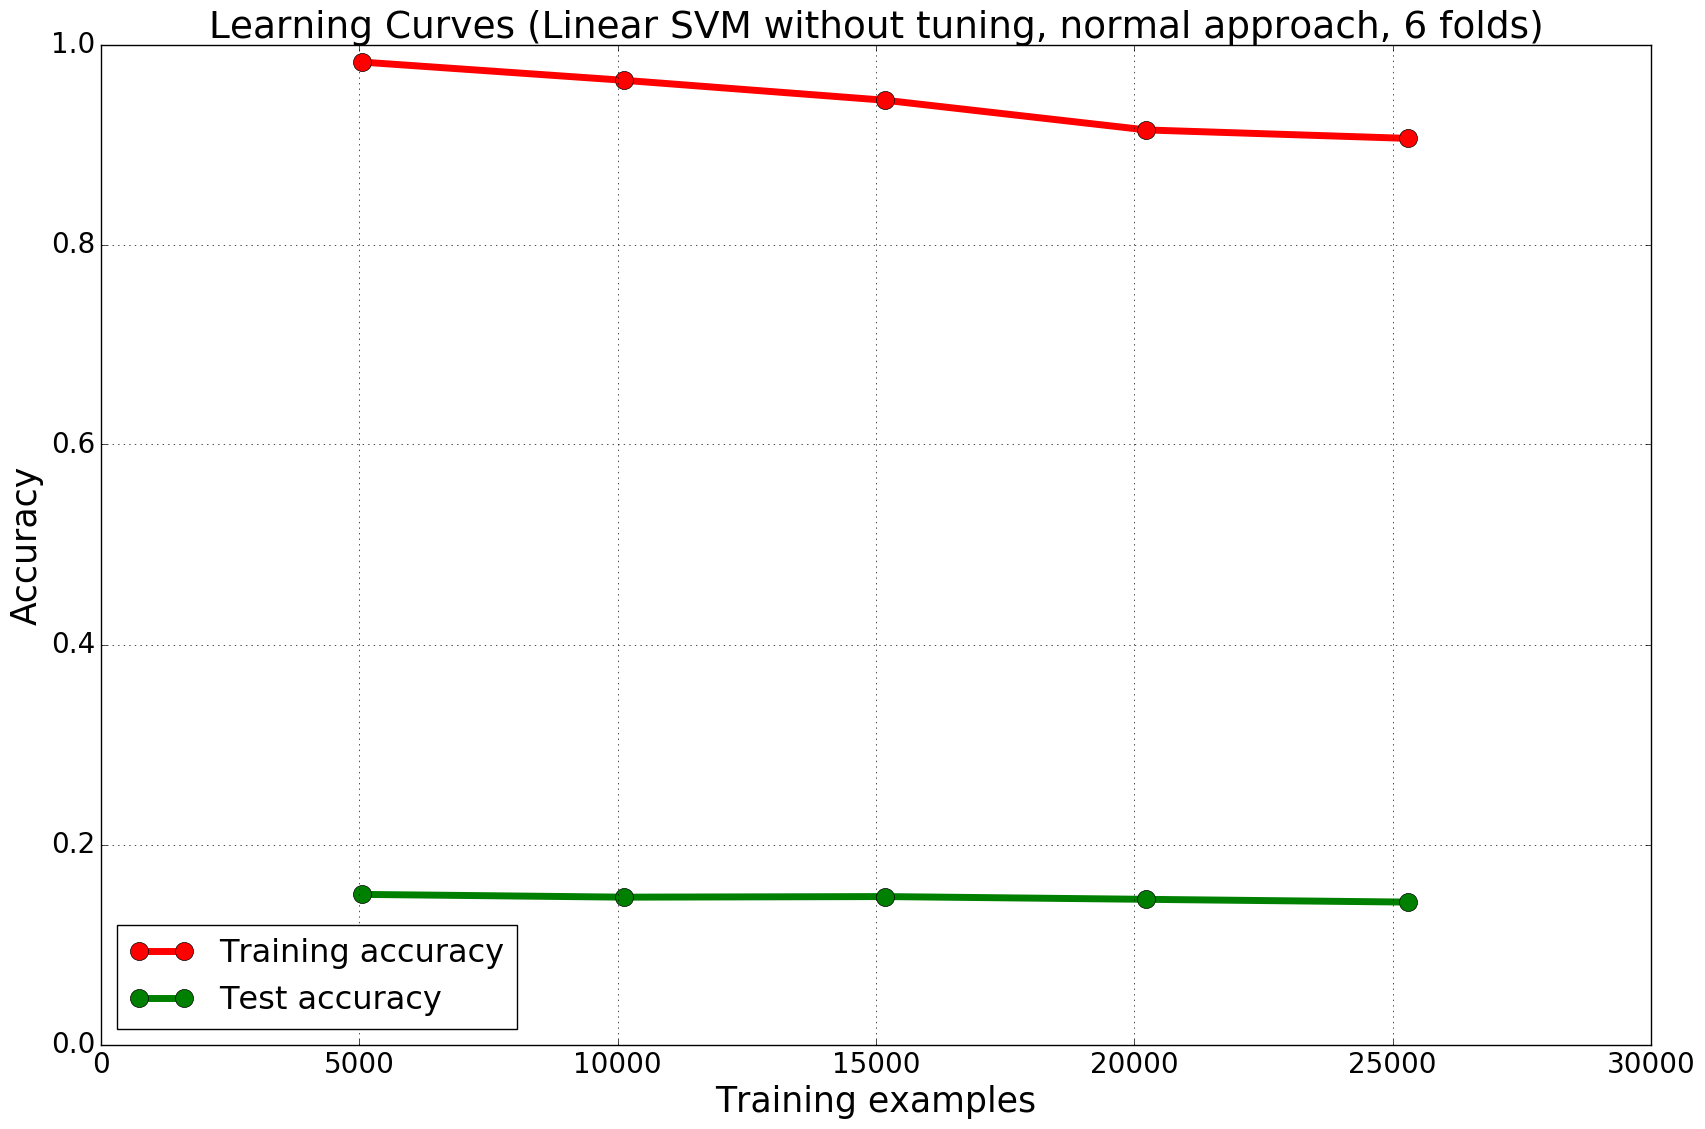 Learning Curves (Linear SVM without tuning, normal approach, 6 folds)
1.0
0.8
0.6
0.4
0.2
0.0
Accuracy
Training accuracy
Test accuracy
0 5000 10000 15000 20000 25000 30000
Training examples